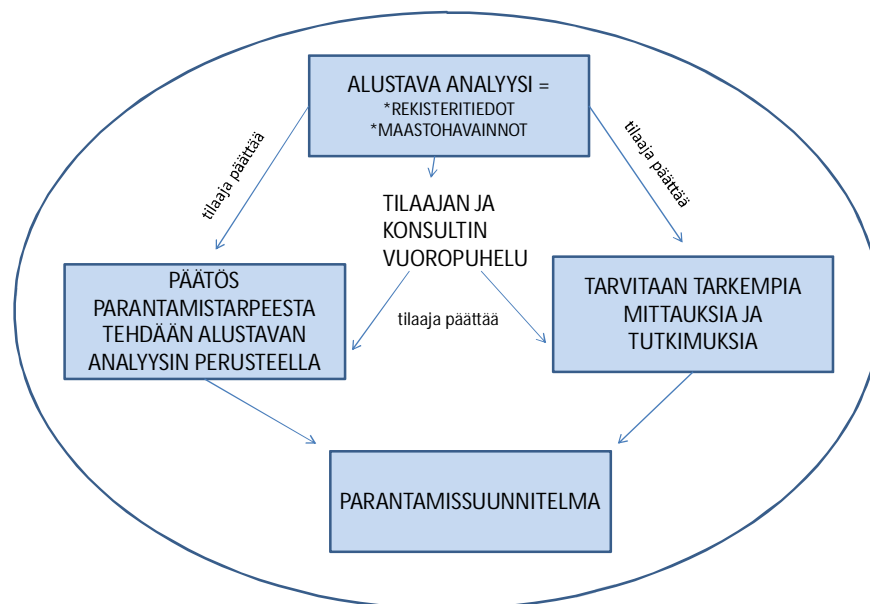 ALUSTAVA ANALYYSI =
*REKISTERITIEDOT
*MAASTOHAVAINNOT
tilaaja päättää
tilaaja päättää
TILAAJAN JA
KONSULTIN
VUOROPUHELU
PÄÄTÖS
PARANTAMISTARPEESTA
TEHDÄÄN ALUSTAVAN
ANALYYSIN PERUSTEELLA
tilaaja päättää
TARVITAAN TARKEMPIA
MITTAUKSIA JA
TUTKIMUKSIA
PARANTAMISSUUNNITELMA